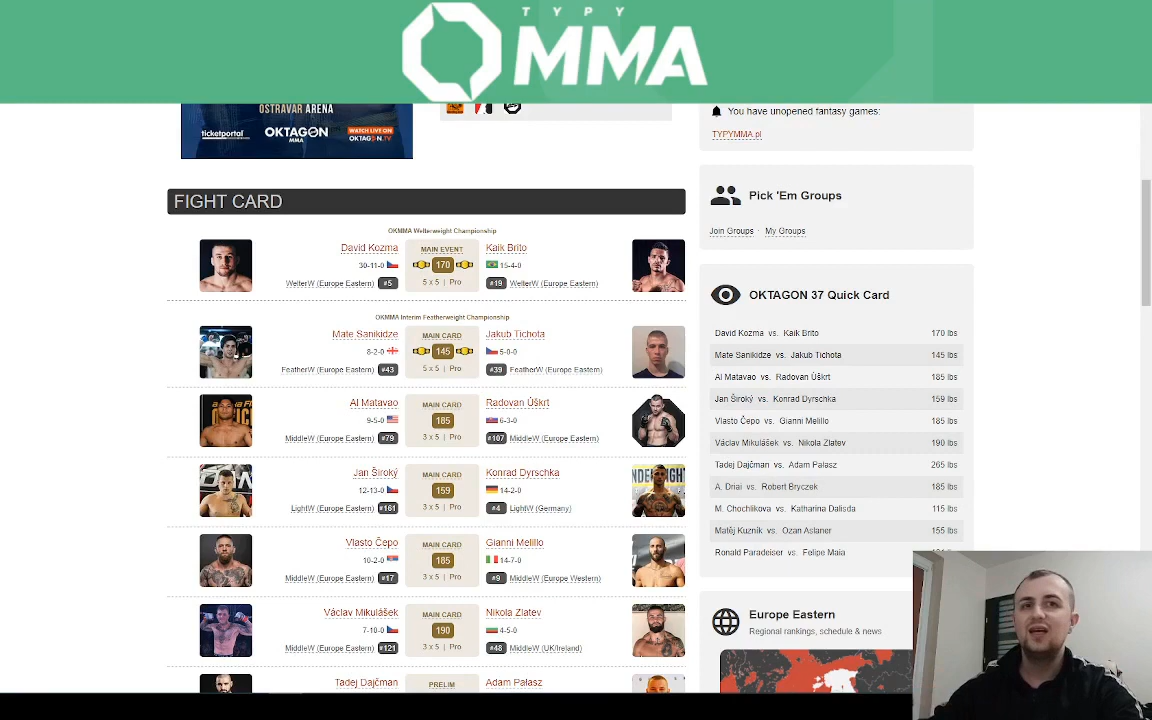 TYPY
MMA
OSTRAVAR ARENA
ticketportal
OKTAGON
MMA
WATCH LIVE ON
OKTAGON.TV
You have unopened fantasy games:
TYPYMMA.pl
Pick 'Em Groups
Join Groups · My Groups
FIGHT CARD
OKMMA Welterweight Championship
David Kozma
MAIN EVENT
Kaik Brito
30-11-0
170
15-4-0
WelterW (Europe Eastern) #5
5 x 5 | Pro
#19 WelterW (Europe Eastern)
OKMMA Interim Featherweight Championship
Mate Sanikidze
MAIN CARD
Jakub Tichota
8-2-0
145
5-0-0
FeatherW (Europe Eastern) #43
5 x 5 | Pro
#39 FeatherW (Europe Eastern)
Al Matavao
MAIN CARD
Radovan Úškrt
9-5-0
185
6-3-0
MiddleW (Europe Eastern) #79
3 x 5 | Pro
#107 MiddleW (Europe Eastern)
Jan Široký
MAIN CARD
Konrad Dyrschka
12-13-0
159
14-2-0
LightW (Europe Eastern) #161
3 x 5 | Pro
#4 LightW (Germany)
Vlasto Čepo
MAIN CARD
Gianni Melillo
10-2-0
185
14-7-0
MiddleW (Europe Eastern) #17
3 x 5 | Pro
#9 MiddleW (Europe Western)
Václav Mikulášek
MAIN CARD
Nikola Zlatev
7-10-0
190
4-5-0
MiddleW (Europe Eastern) #121
3 x 5 | Pro
#48 MiddleW (UK/Ireland)
Tadej Dajčman
PRELIM
Adam Pałasz
OKTAGON 37 Quick Card
David Kozma vs. Kaik Brito 170 lbs
Mate Sanikidze vs. Jakub Tichota 145 lbs
Al Matavao vs. Radovan Úškrt 185 lbs
Jan Široký vs. Konrad Dyrschka 159 lbs
Vlasto Čepo vs. Gianni Melillo 185 lbs
Václav Mikulášek vs. Nikola Zlatev 190 lbs
Tadej Dajčman vs. Adam Pałasz 265 lbs
A. Driai vs. Robert Bryczek 185 lbs
M. Chochlikova vs. Katharina Dalisda 115 lbs
Matěj Kuzník vs. Ozan Aslaner 155 lbs
Ronald Paradeiser vs. Felipe Maia
Europe Eastern
Regional rankings, schedule & news